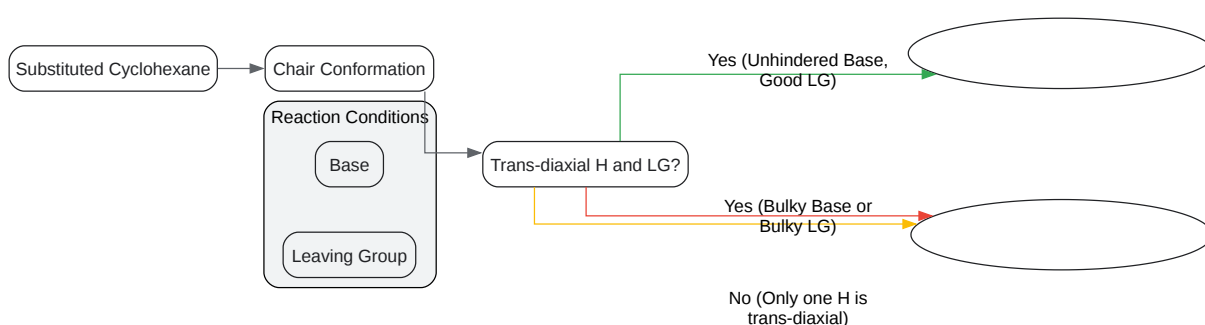 Substituted Cyclohexane
Chair Conformation
Reaction Conditions
Base
Leaving Group
Trans-diaxial H and LG?
Yes (Unhindered Base,
Good LG)
Yes (Bulky Base or
Bulky LG)
No (Only one H is
trans-diaxial)